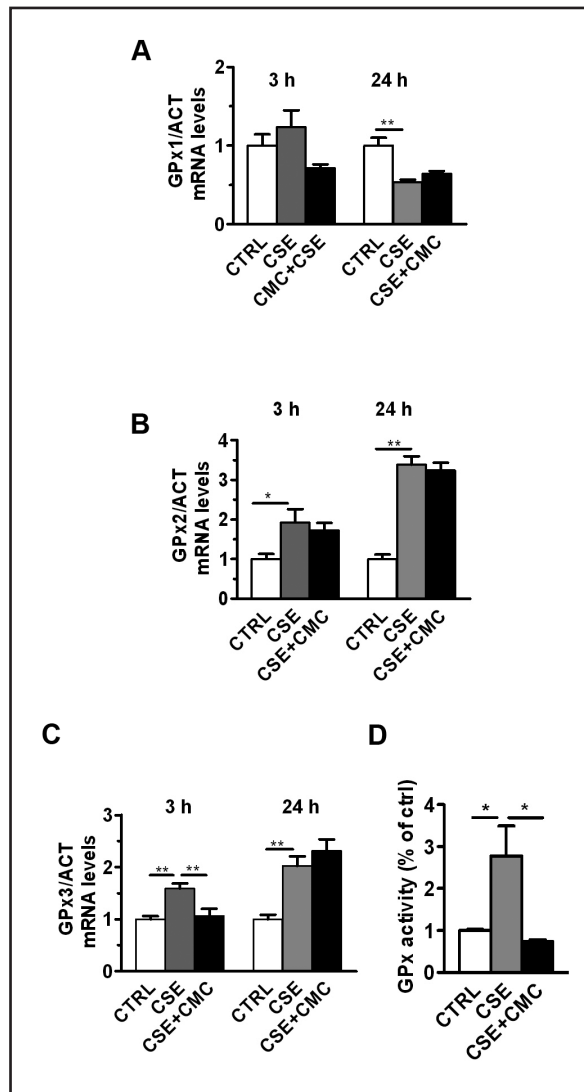 A
3 h
24 h
GPx1/ACT
mRNA levels
2
1
0
**
CTRL
CSE
CMC+CSE
CTRL
CSE
CSE+CMC
B
3 h
24 h
GPx2/ACT
mRNA levels
4
3
2
1
0
*
**
CTRL
CSE
CSE+CMC
CTRL
CSE
CSE+CMC
C
3 h
24 h
GPx3/ACT
mRNA levels
3
2
1
0
**
**
**
CTRL
CSE
CSE+CMC
CTRL
CSE
CSE+CMC
D
GPx activity (% of ctrl)
4
3
2
1
0
*
*
CTRL
CSE
CSE+CMC